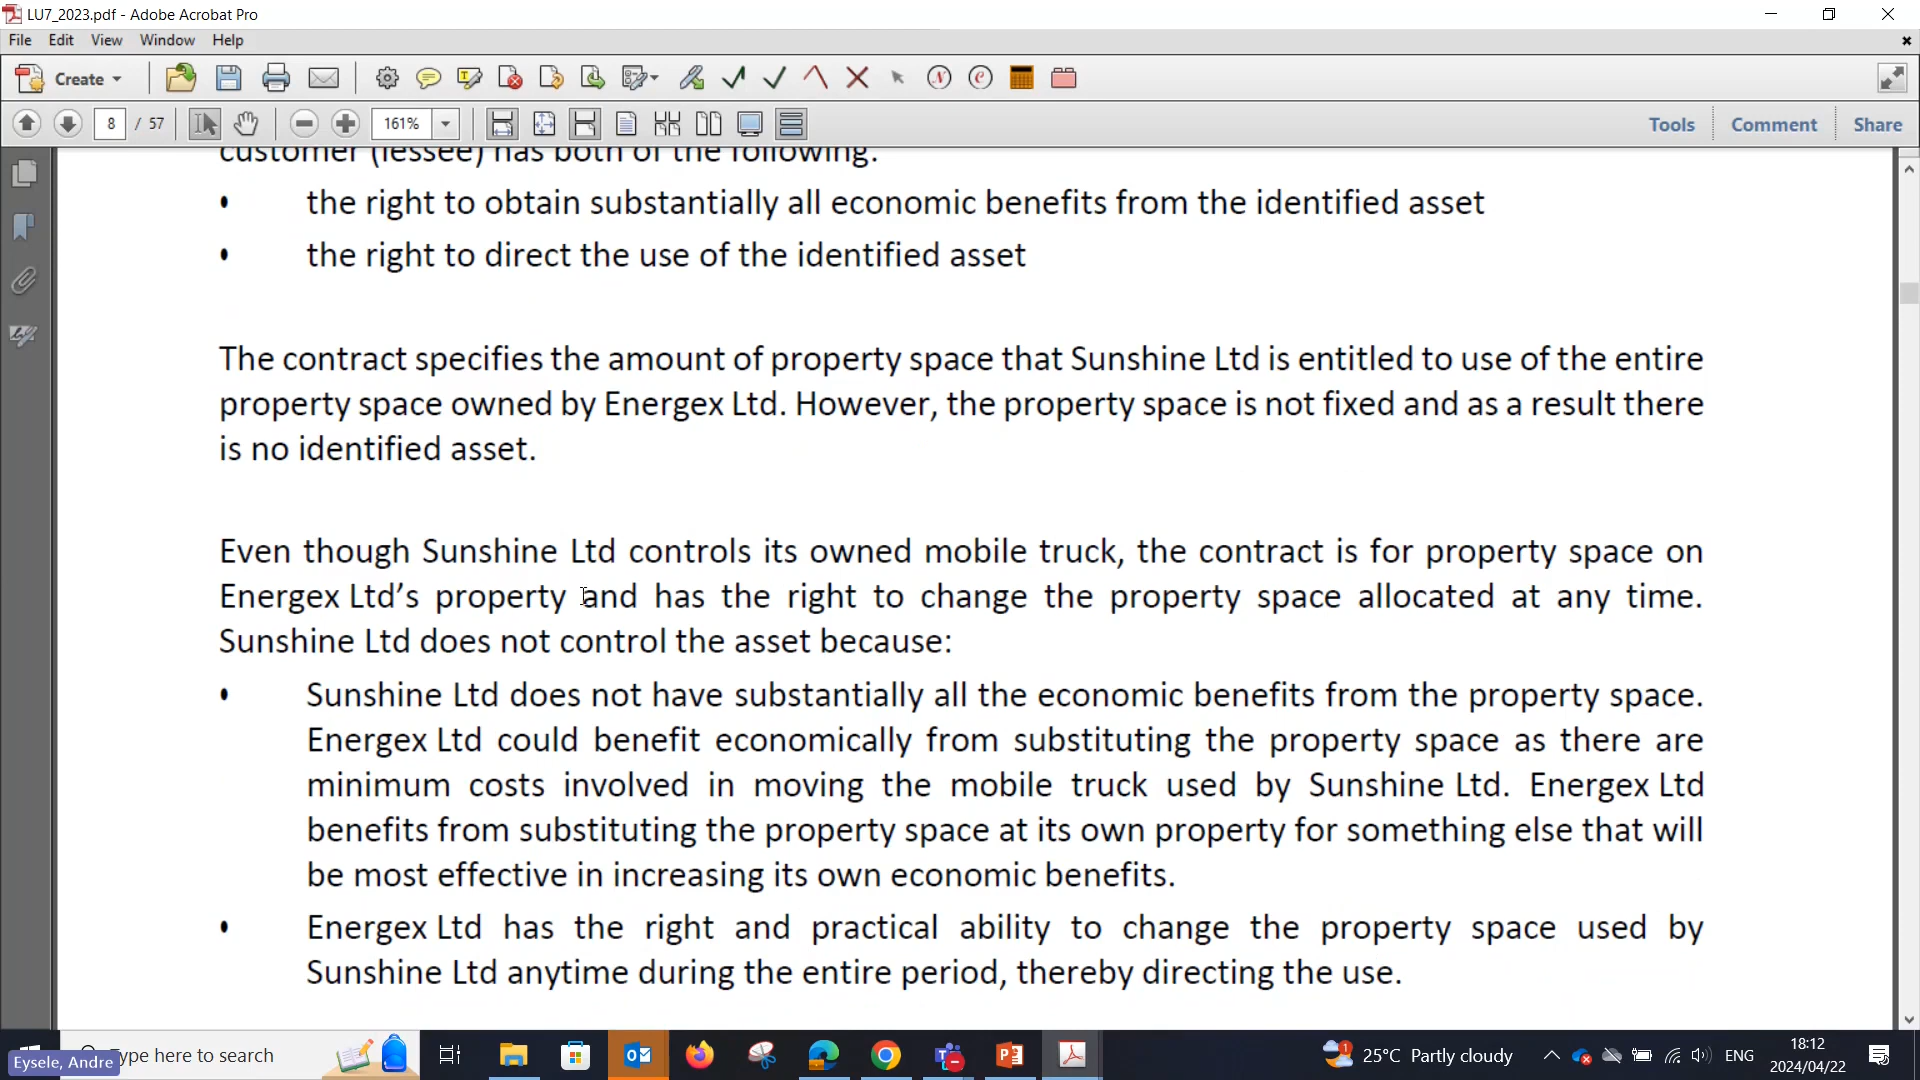 LU7_2023.pdf - Adobe Acrobat Pro
File Edit View Window Help
Create
8 / 57 161% Tools Comment Share
customer (lessee) has both of the following:
• the right to obtain substantially all economic benefits from the identified asset
• the right to direct the use of the identified asset
The contract specifies the amount of property space that Sunshine Ltd is entitled to use of the entire
property space owned by Energex Ltd. However, the property space is not fixed and as a result there
is no identified asset.
Even though Sunshine Ltd controls its owned mobile truck, the contract is for property space on
Energex Ltd’s property and has the right to change the property space allocated at any time.
Sunshine Ltd does not control the asset because:
• Sunshine Ltd does not have substantially all the economic benefits from the property space.
Energex Ltd could benefit economically from substituting the property space as there are
minimum costs involved in moving the mobile truck used by Sunshine Ltd. Energex Ltd
benefits from substituting the property space at its own property for something else that will
be most effective in increasing its own economic benefits.
• Energex Ltd has the right and practical ability to change the property space used by
Sunshine Ltd anytime during the entire period, thereby directing the use.
Type here to search
Eysele, Andre
25°C Partly cloudy
ENG
18:12
2024/04/22